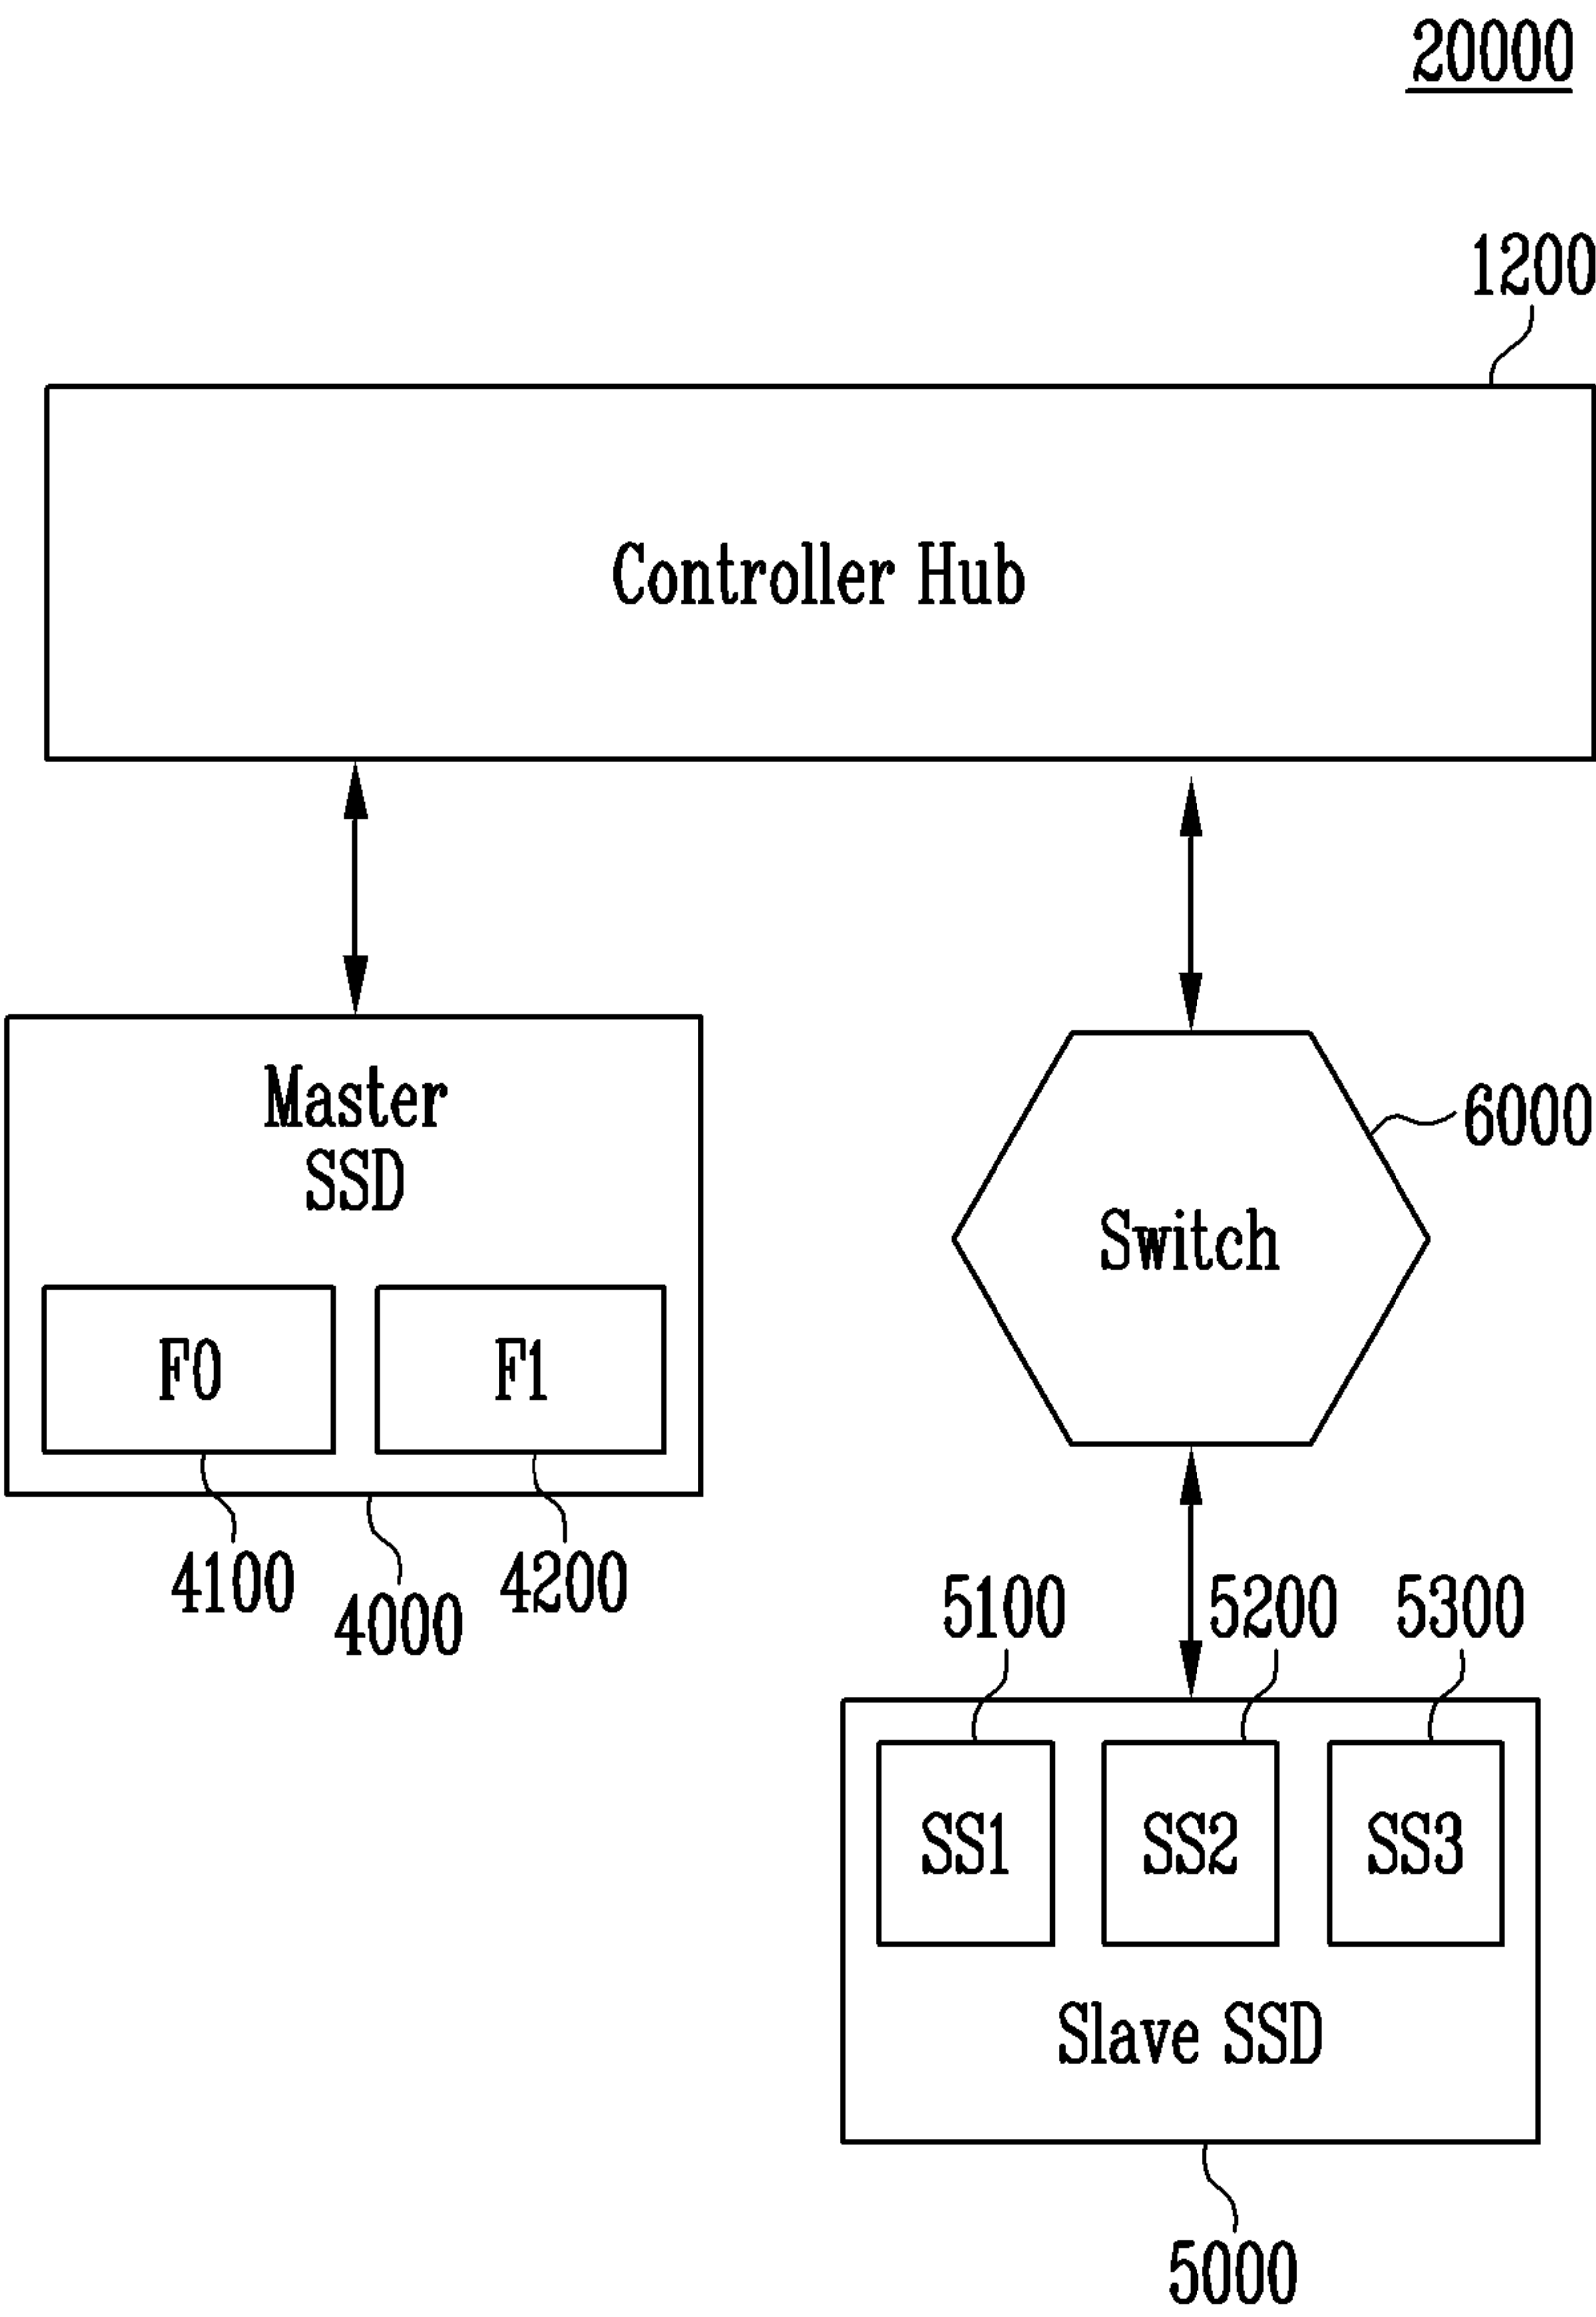 20000
1200
Controller Hub
Master
SSD
6000
Switch
F0
F1
4100
4000
4200
5100
5200
5300
SS1
SS2
SS3
Slave SSD
5000